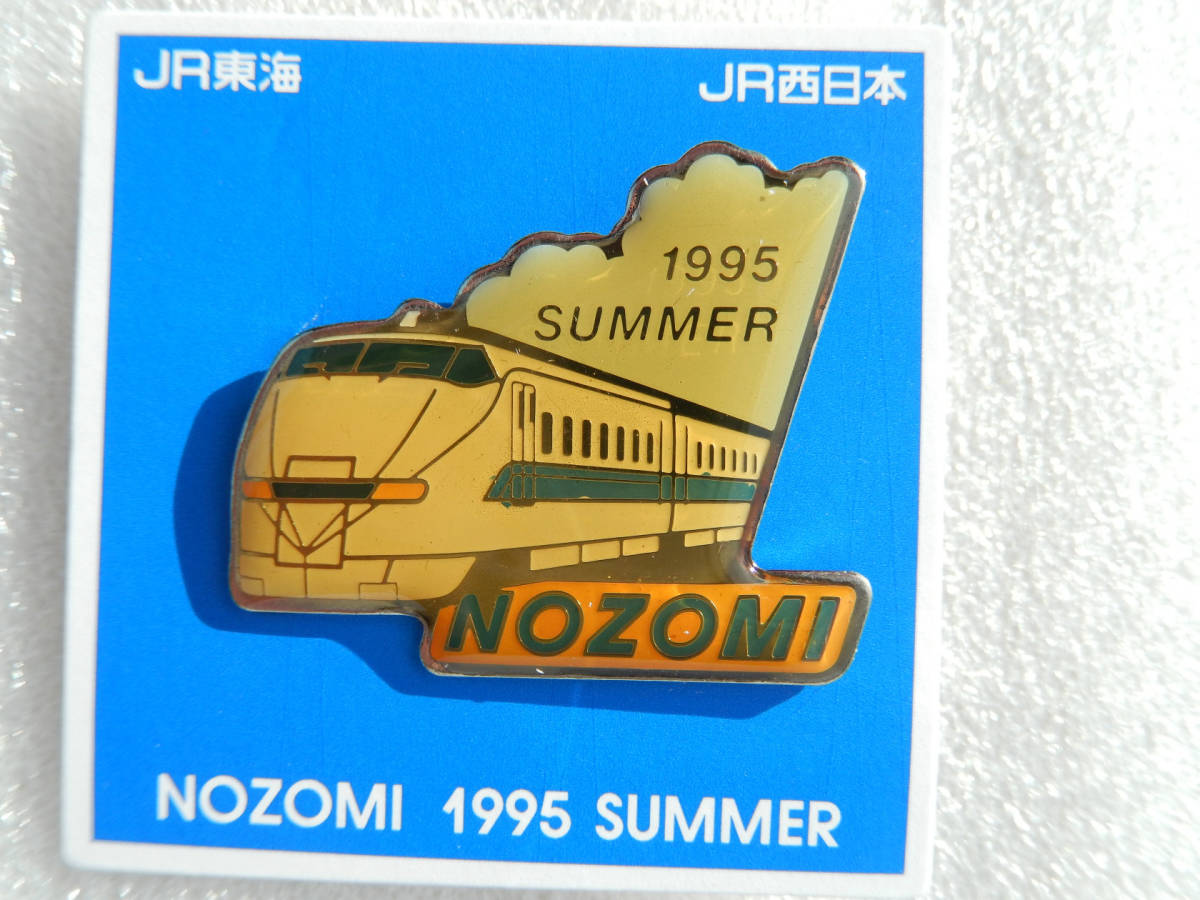 JR東海
JR西日本
1995
SUMMER
NOZOMI
NOZOMI 1995 SUMMER